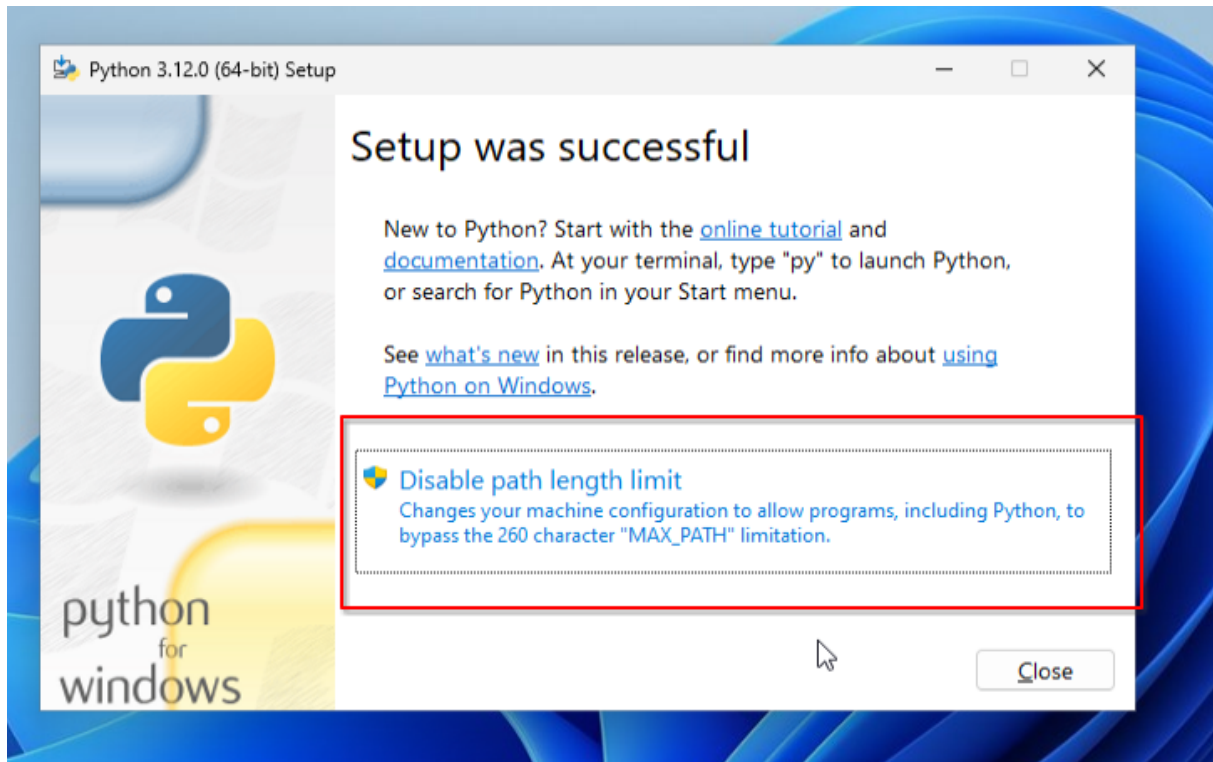 Python 3.12.0 (64-bit) Setup
Setup was successful
New to Python? Start with the online tutorial and
documentation. At your terminal, type "py" to launch Python,
or search for Python in your Start menu.
See what's new in this release, or find more info about using
Python on Windows.
Disable path length limit
Changes your machine configuration to allow programs, including Python, to
bypass the 260 character "MAX_PATH" limitation.
python
for
windows
Close